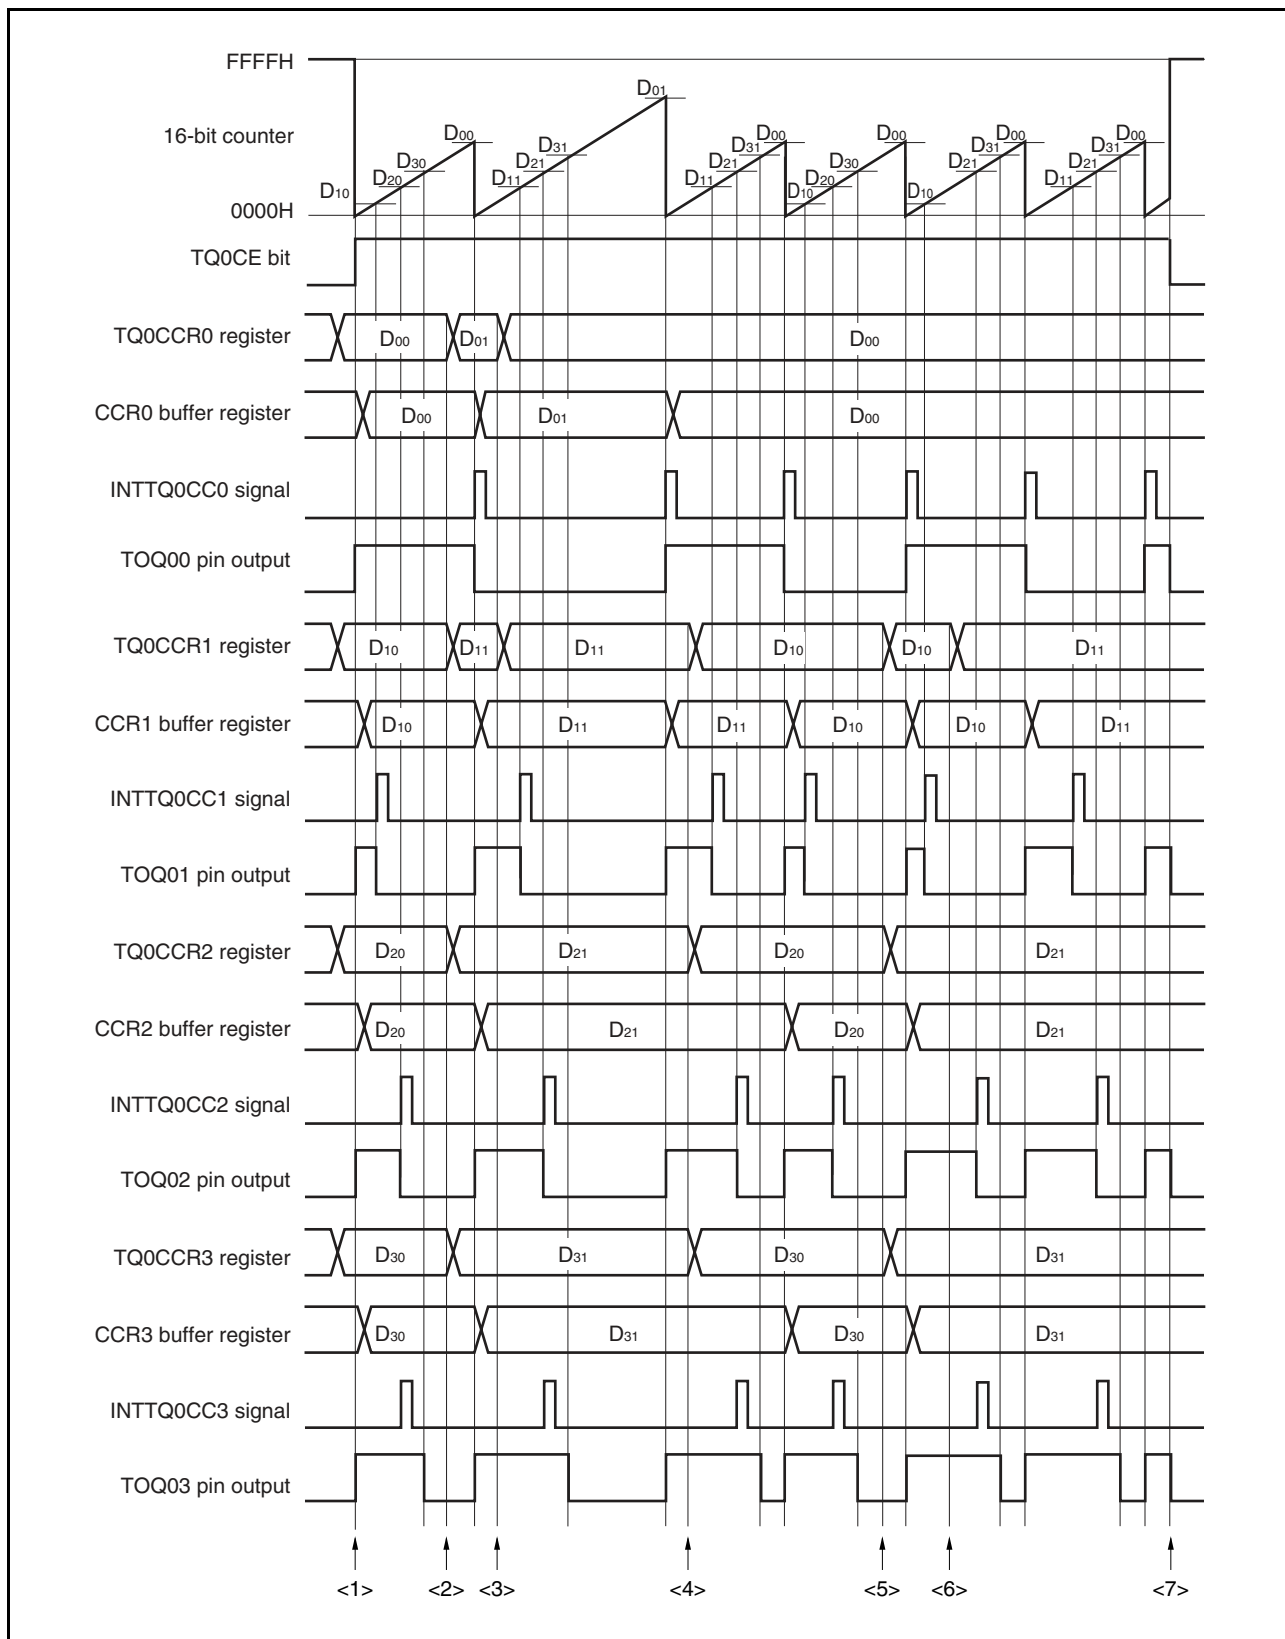 FFFFH
D01
16-bit counter
D00 D00 D00 D00 D00
D30 D31 D31 D30 D31 D31
D20 D21 D21 D20 D21 D21
D10 D11 D11 D10 D10 D11
0000H
TQ0CE bit
TQ0CCR0 register D00 D01 D00
CCR0 buffer register D00 D01 D00
INTTQ0CC0 signal
TOQ00 pin output
TQ0CCR1 register D10 D11 D11 D10 D10 D11
CCR1 buffer register D10 D11 D11 D10 D10 D11
INTTQ0CC1 signal
TOQ01 pin output
TQ0CCR2 register D20 D21 D20 D21
CCR2 buffer register D20 D21 D20 D21
INTTQ0CC2 signal
TOQ02 pin output
TQ0CCR3 register D30 D31 D30 D31
CCR3 buffer register D30 D31 D30 D31
INTTQ0CC3 signal
TOQ03 pin output
<1> <2> <3> <4> <5> <6> <7>